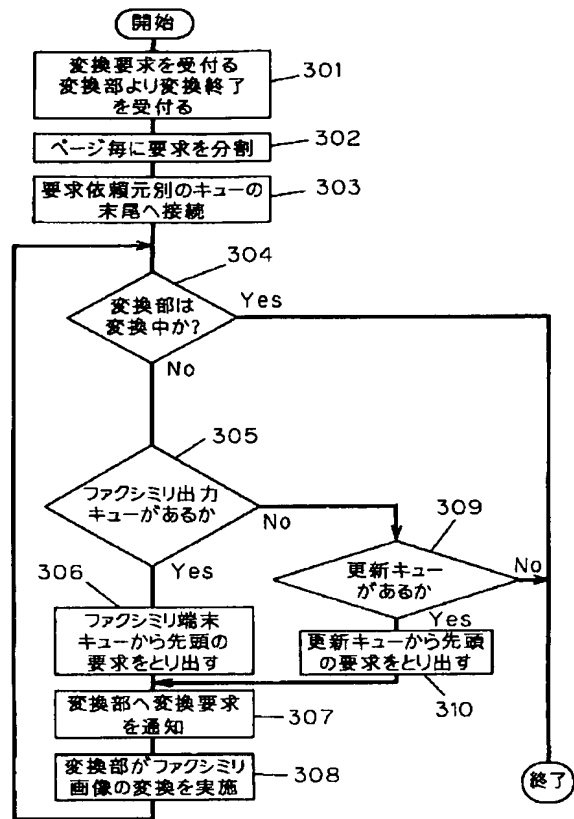 開始
変換要求を受付る
変換部より変換終了
を受付る
301
ページ毎に要求を分割
302
要求依頼元別のキューの
末尾へ接続
303
304
変換部は
変換中か?
Yes
No
305
ファクシミリ出力
キューがあるか
No
Yes
309
更新キュー
があるか
No
Yes
306
ファクシミリ端末
キューから先頭の
要求をとり出す
更新キューから先頭
の要求をとり出す
310
変換部へ変換要求
を通知
307
変換部がファクシミリ
画像の変換を実施
308
終了